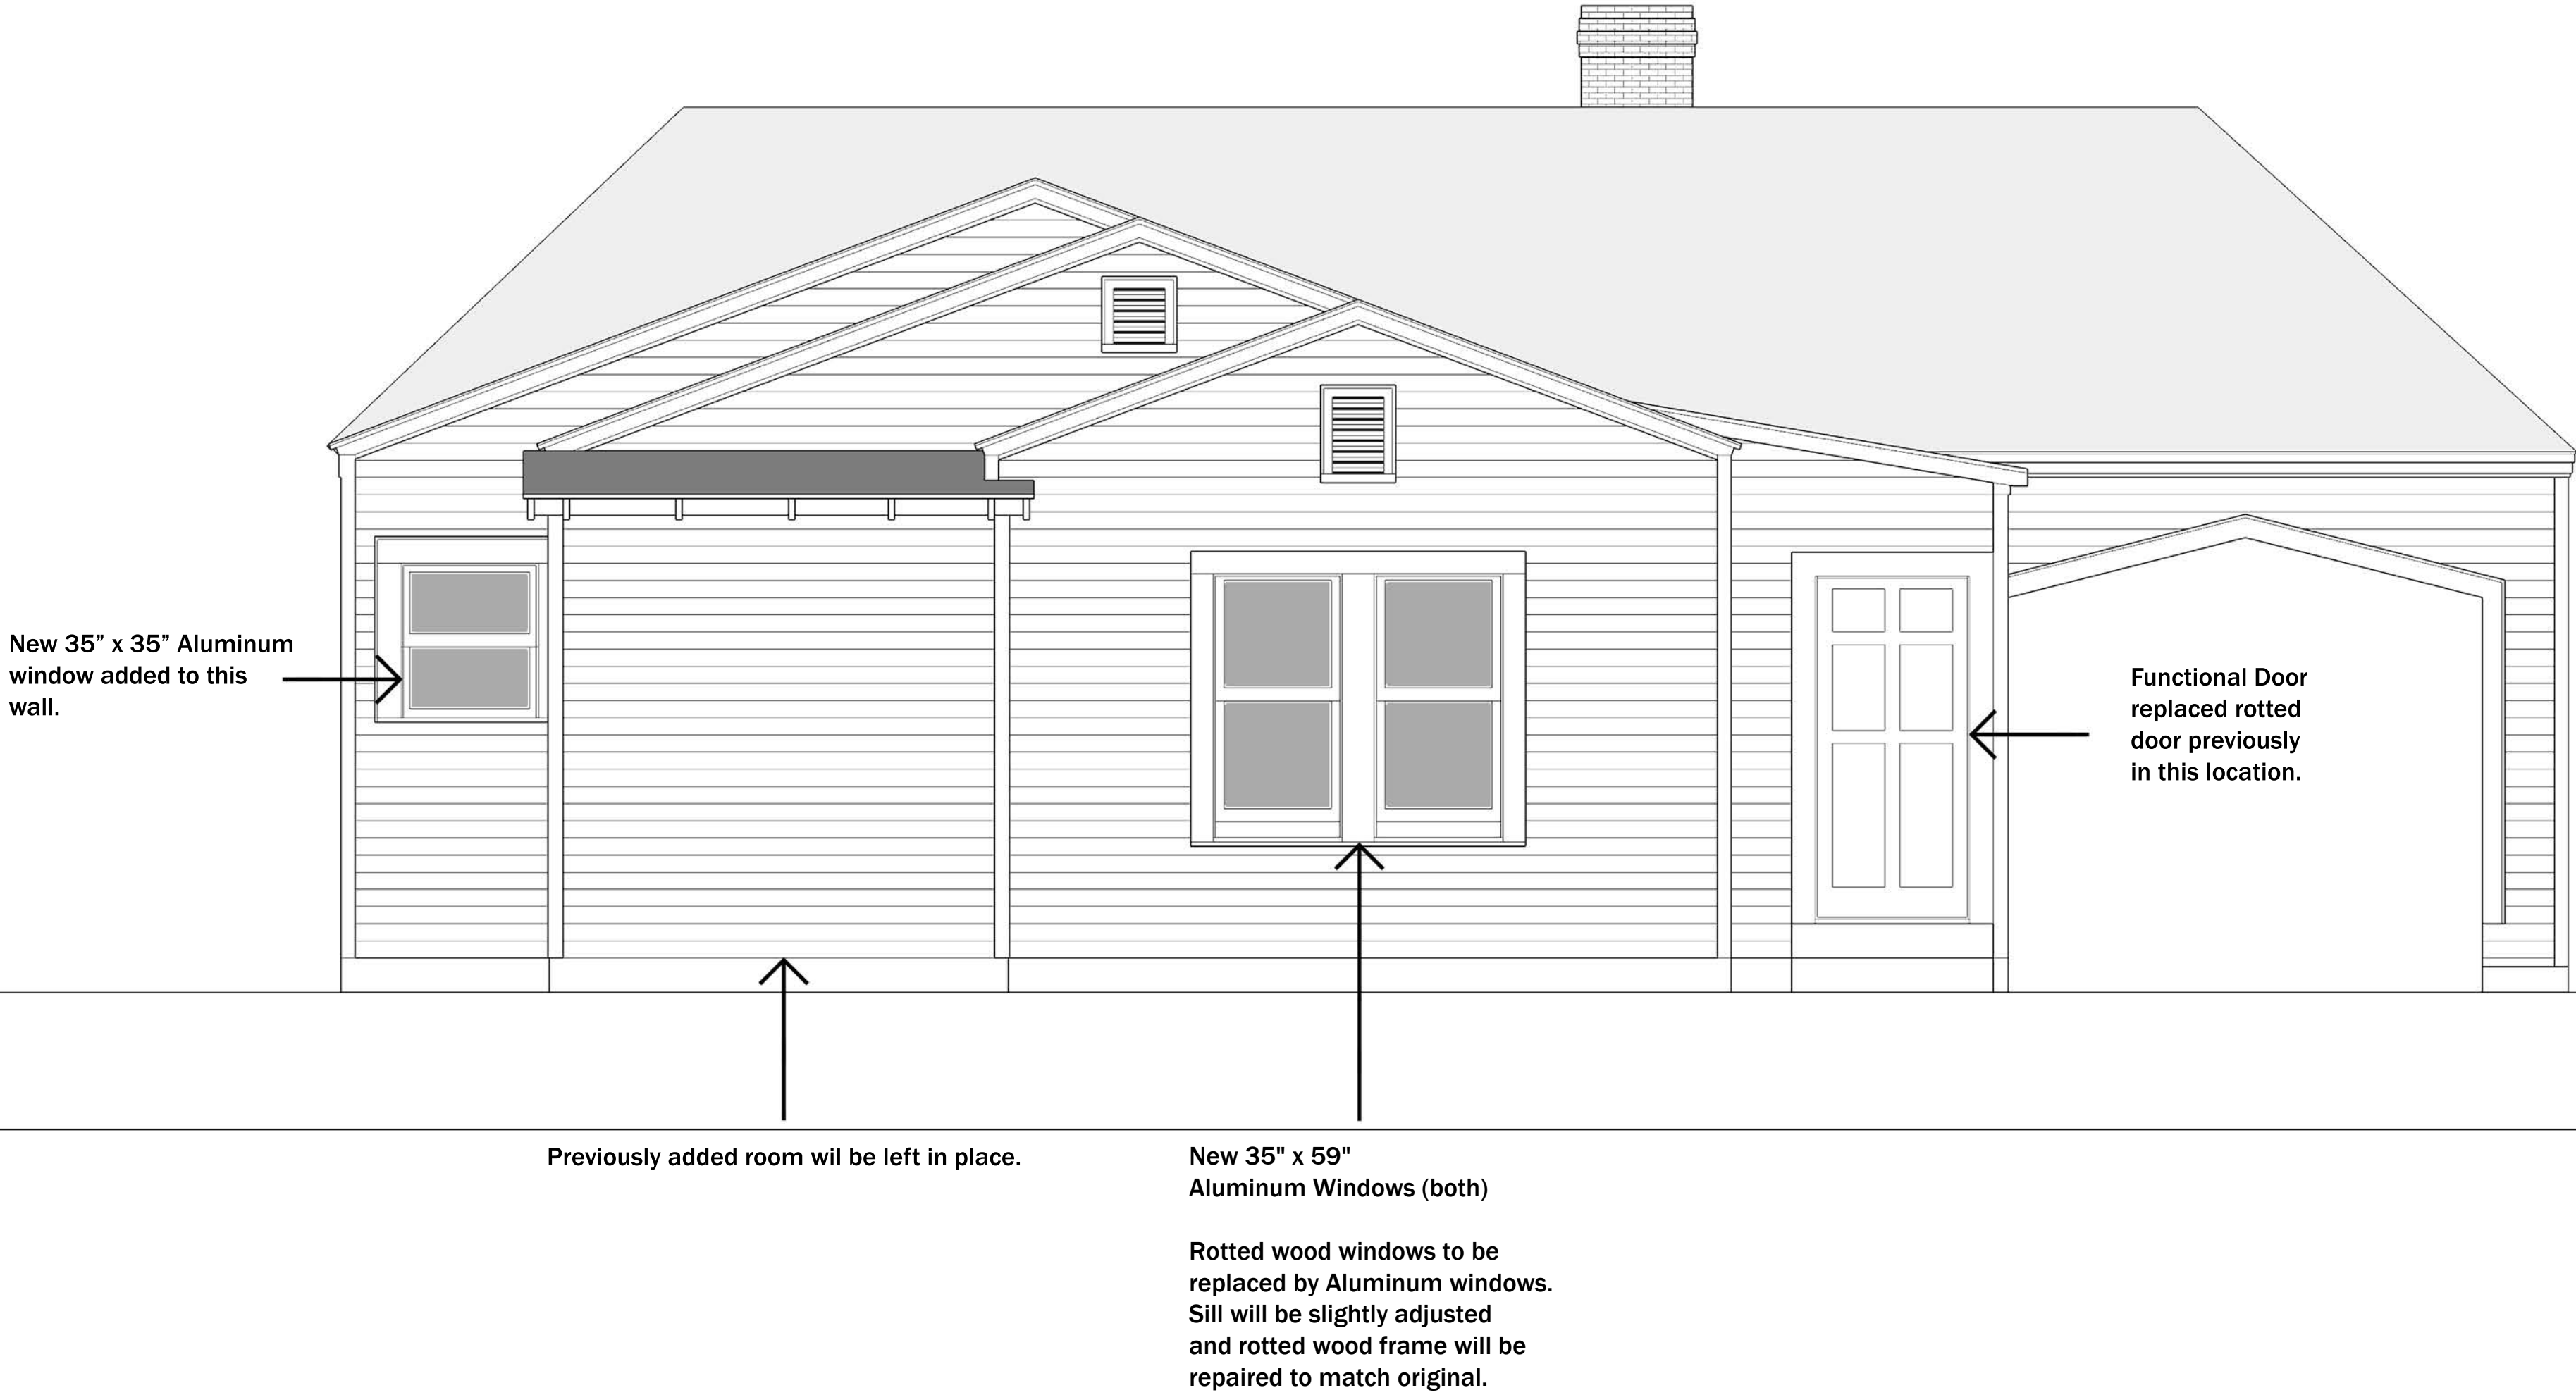 New 35” x 35” Aluminum
window added to this
wall.
Functional Door
replaced rotted
door previously
in this location.
Previously added room wil be left in place.
New 35" x 59"
Aluminum Windows (both)
Rotted wood windows to be
replaced by Aluminum windows.
Sill will be slightly adjusted
and rotted wood frame will be
repaired to match original.